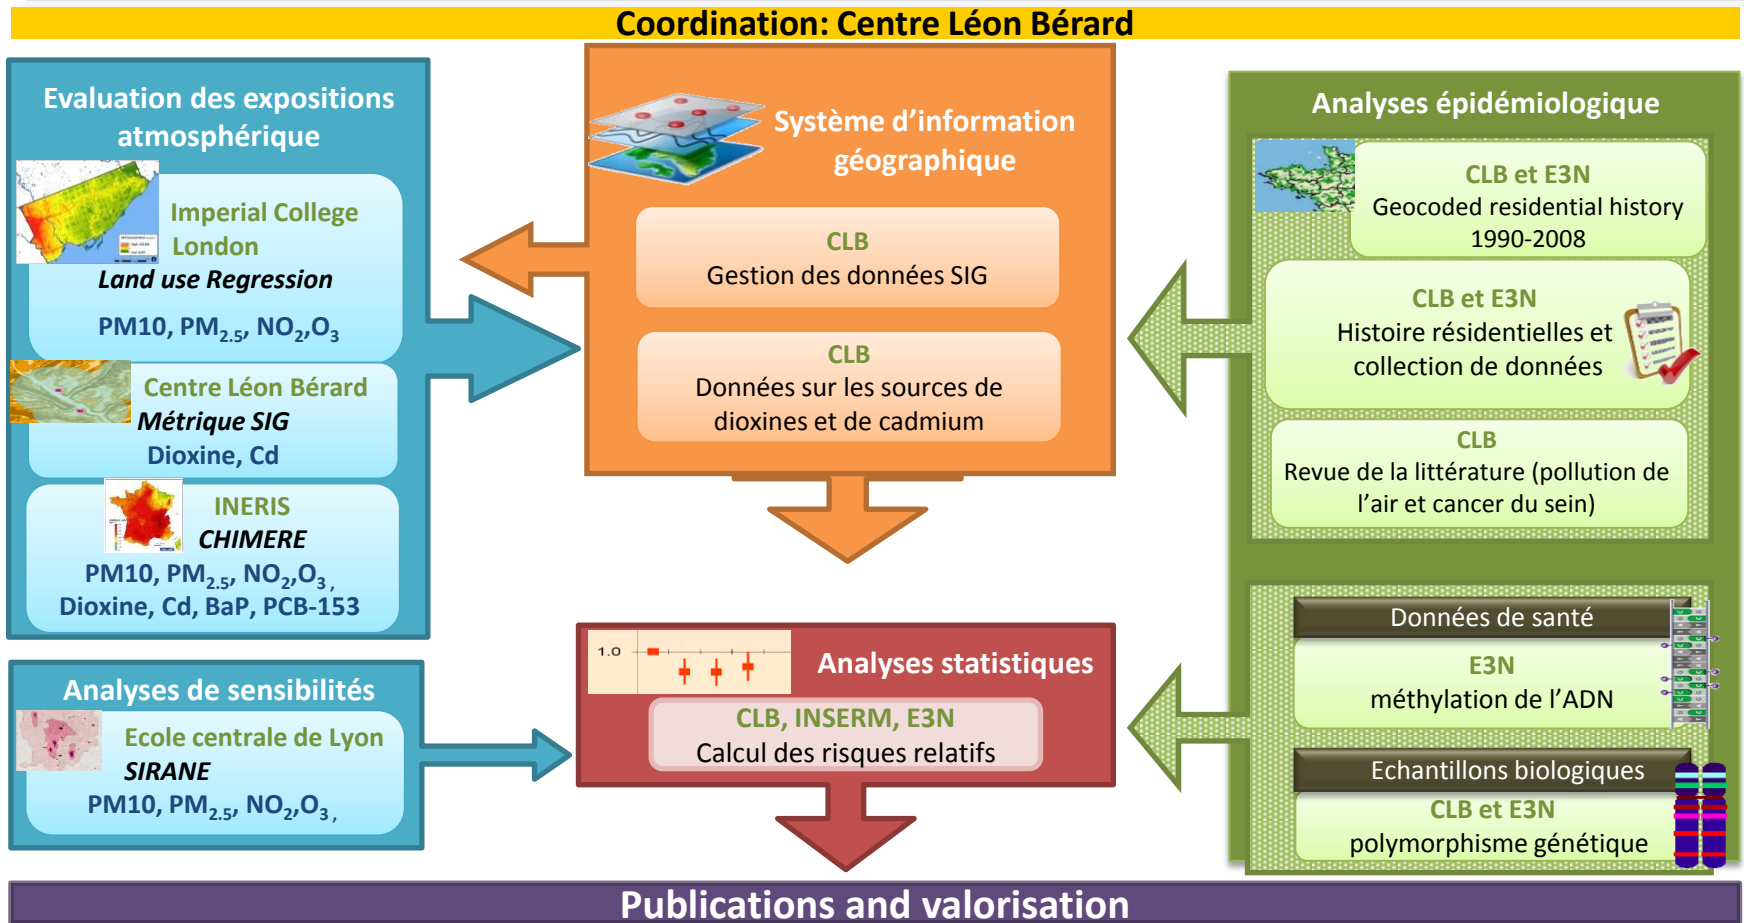 Coordination: Centre Léon Bérard
Evaluation des expositions
atmosphérique
Imperial College
London
Land use Regression
PM10, PM2.5, NO2,O3
Centre Léon Bérard
Métrique SIG
Dioxine, Cd
INERIS
CHIMERE
PM10, PM2.5, NO2,O3 ,
Dioxine, Cd, BaP, PCB-153
Analyses de sensibilités
Ecole centrale de Lyon
SIRANE
PM10, PM2.5, NO2,O3 ,
Système d’information
géographique
CLB
Gestion des données SIG
CLB
Données sur les sources de
dioxines et de cadmium
1.0
Analyses statistiques
CLB, INSERM, E3N
Calcul des risques relatifs
Analyses épidémiologique
CLB et E3N
Geocoded residential history
1990-2008
CLB et E3N
Histoire résidentielles et
collection de données
CLB
Revue de la littérature (pollution de
l’air et cancer du sein)
Données de santé
E3N
méthylation de l’ADN
Echantillons biologiques
CLB et E3N
polymorphisme génétique
Publications and valorisation